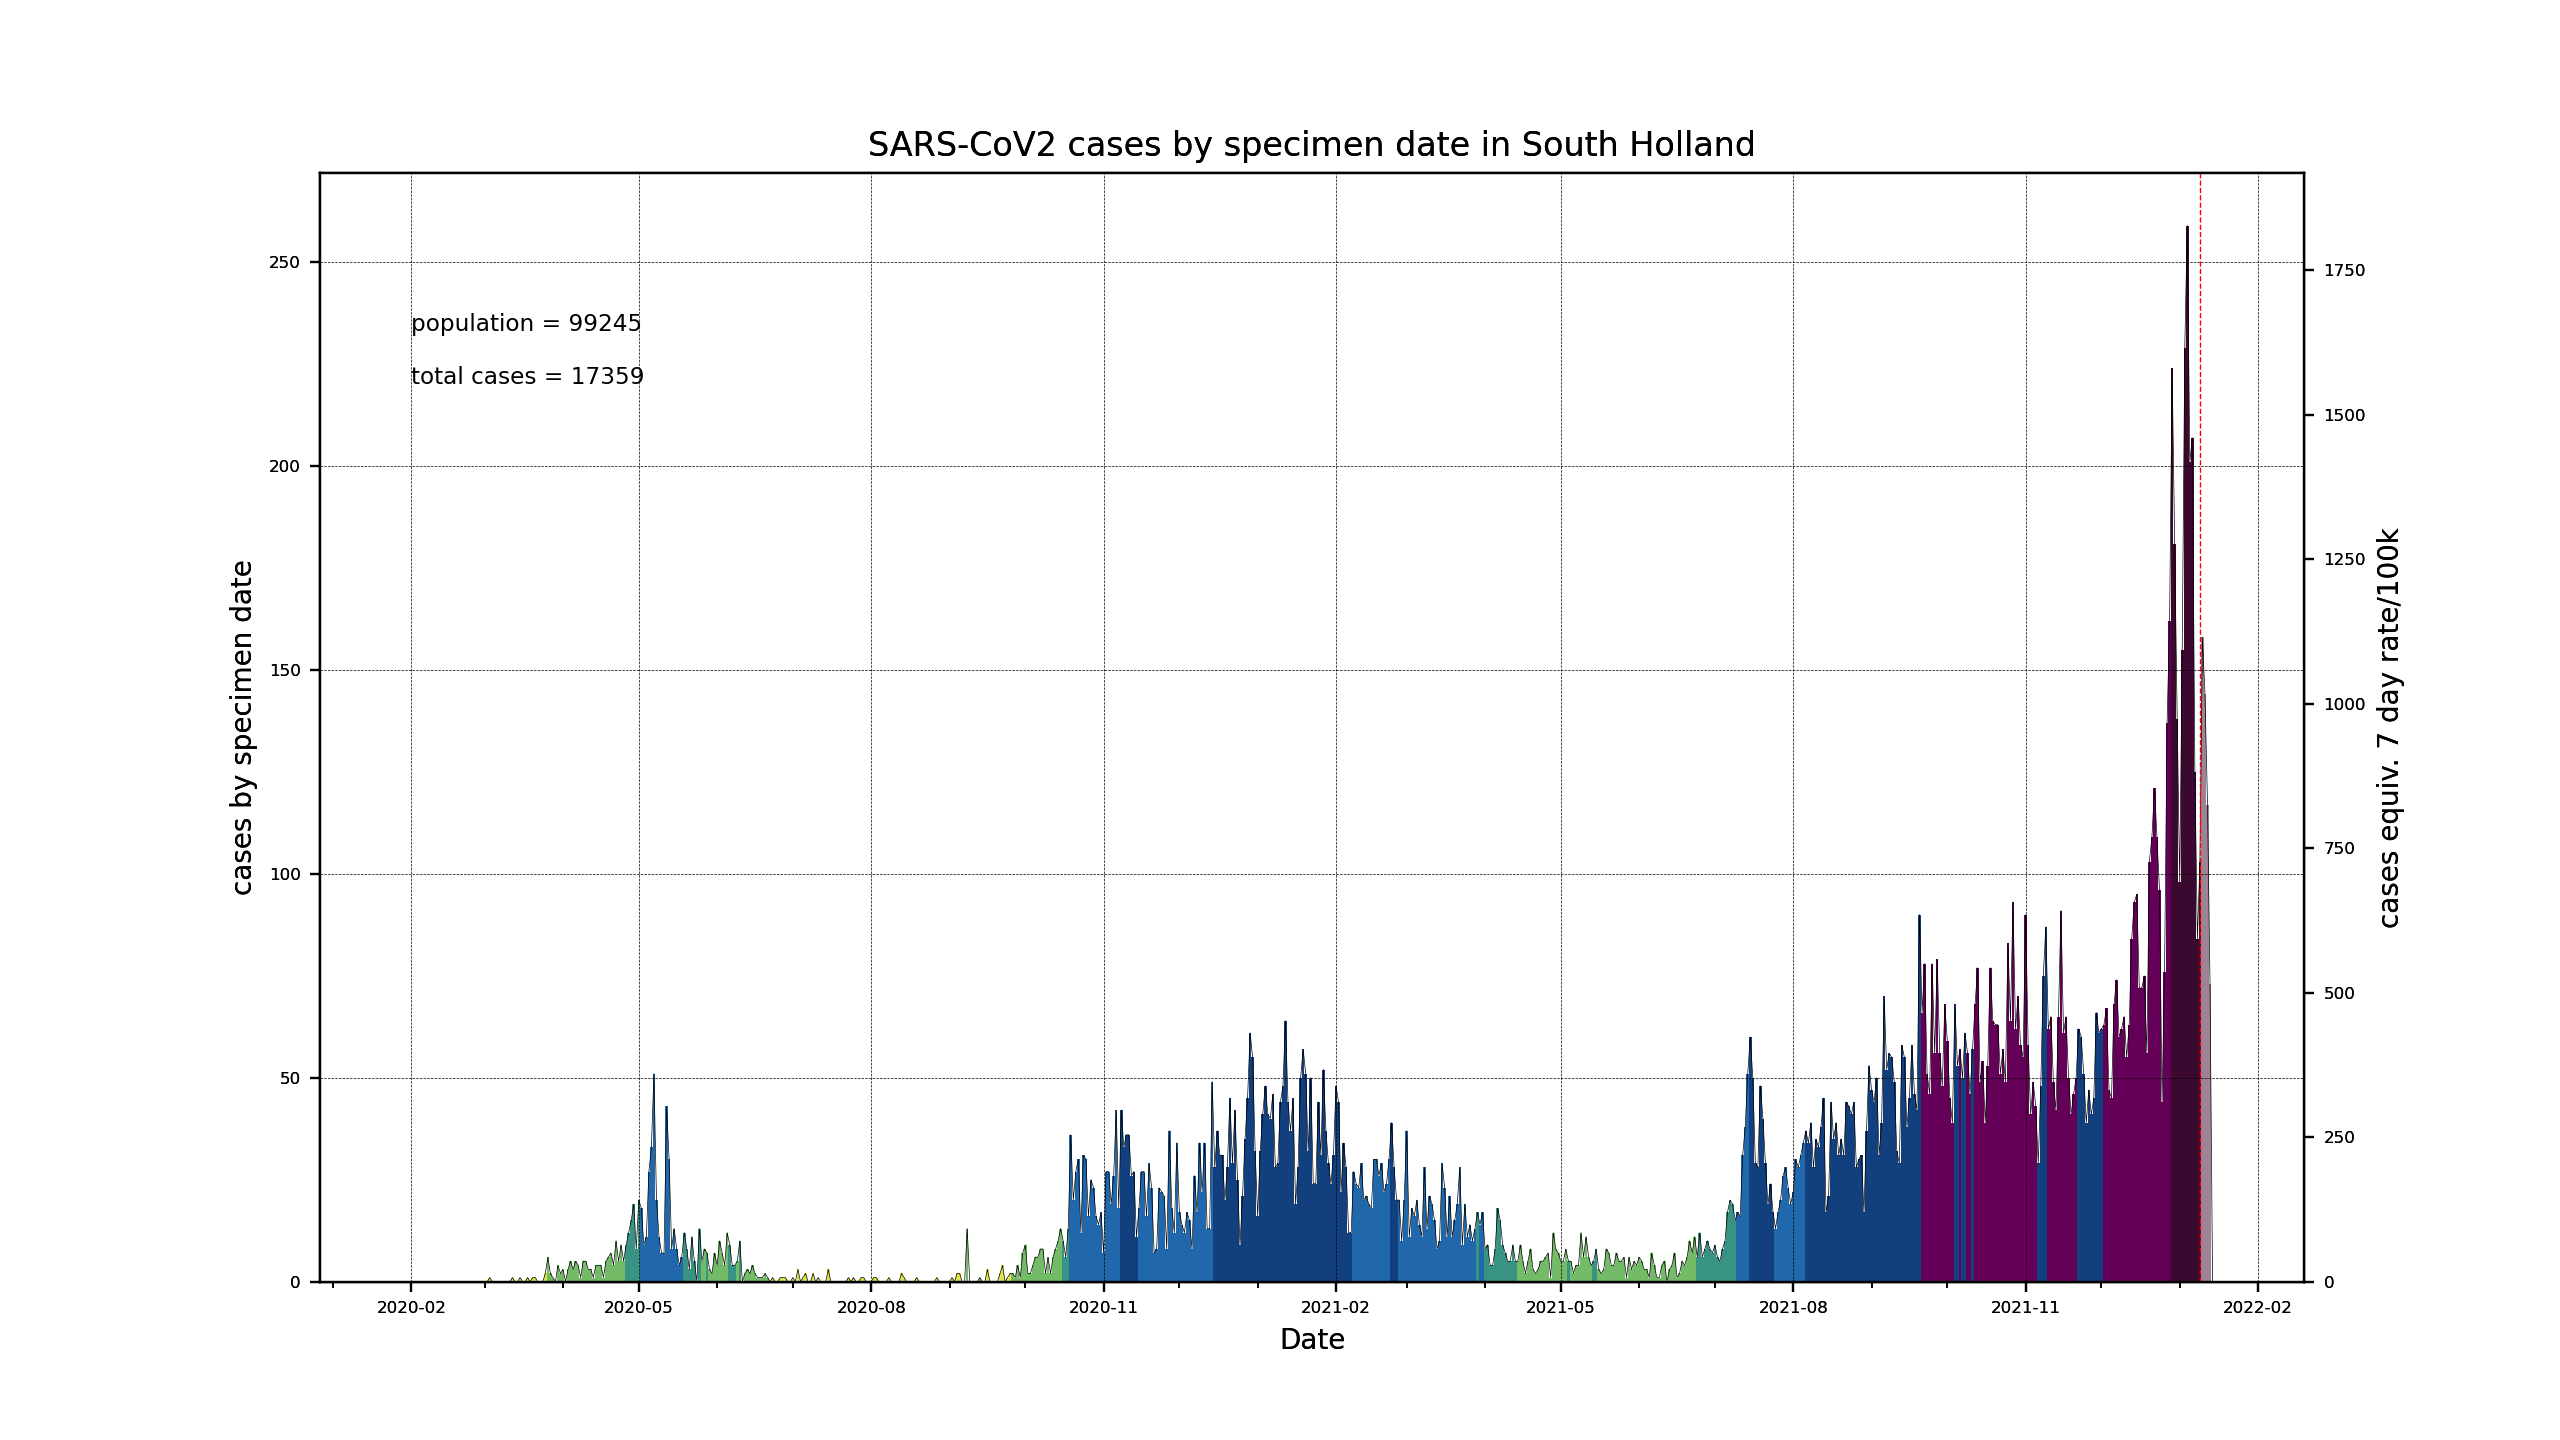 SARS-CoV2 cases by specimen date in South Holland
population = 99245
total cases = 17359
cases by specimen date
250
200
150
100
50
0
cases equiv. 7 day rate/100k
1750
1500
1250
1000
750
500
250
0
2020-02 2020-05 2020-08 2020-11 2021-02 2021-05 2021-08 2021-11 2022-02
Date